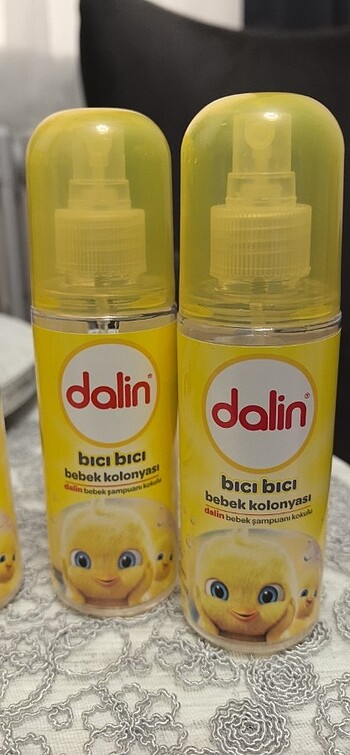 dalin®
bıcı bıcı
bebek kolonyası
dalin bebek şampuanı kokulu
dalin®
bıcı bıcı
bebek kolonyası
dalin bebek şampuanı kokulu